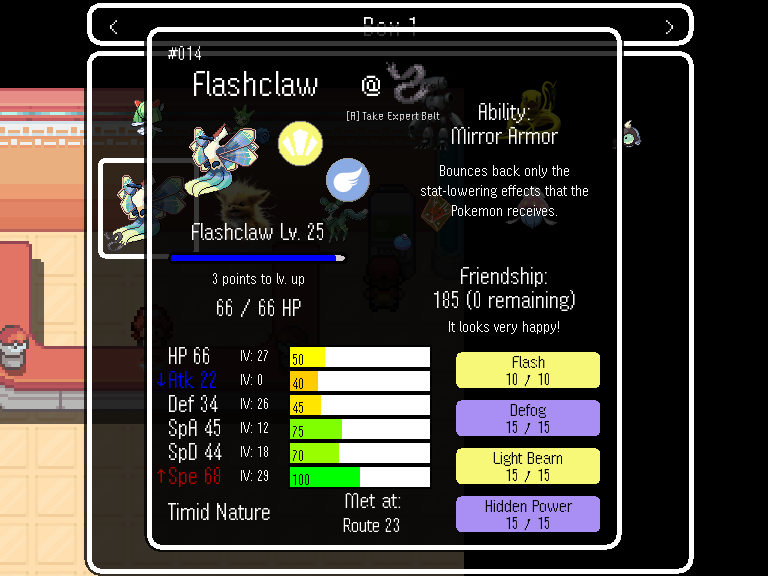 Box 1
#014
Flashclaw @
[A] Take Expert Belt
Ability:
Mirror Armor
Bounces back only the
stat-lowering effects that the
Pokemon receives.
Flashclaw Lv. 25
3 points to lv. up
66 / 66 HP
Friendship:
185 (0 remaining)
It looks very happy!
HP 66 IV: 27 50
↓Atk 22 IV: 0 40
Def 34 IV: 26 45
SpA 45 IV: 12 75
SpD 44 IV: 18 70
↑Spe 68 IV: 29 100
Flash
10 / 10
Defog
15 / 15
Light Beam
15 / 15
Hidden Power
15 / 15
Timid Nature
Met at:
Route 23